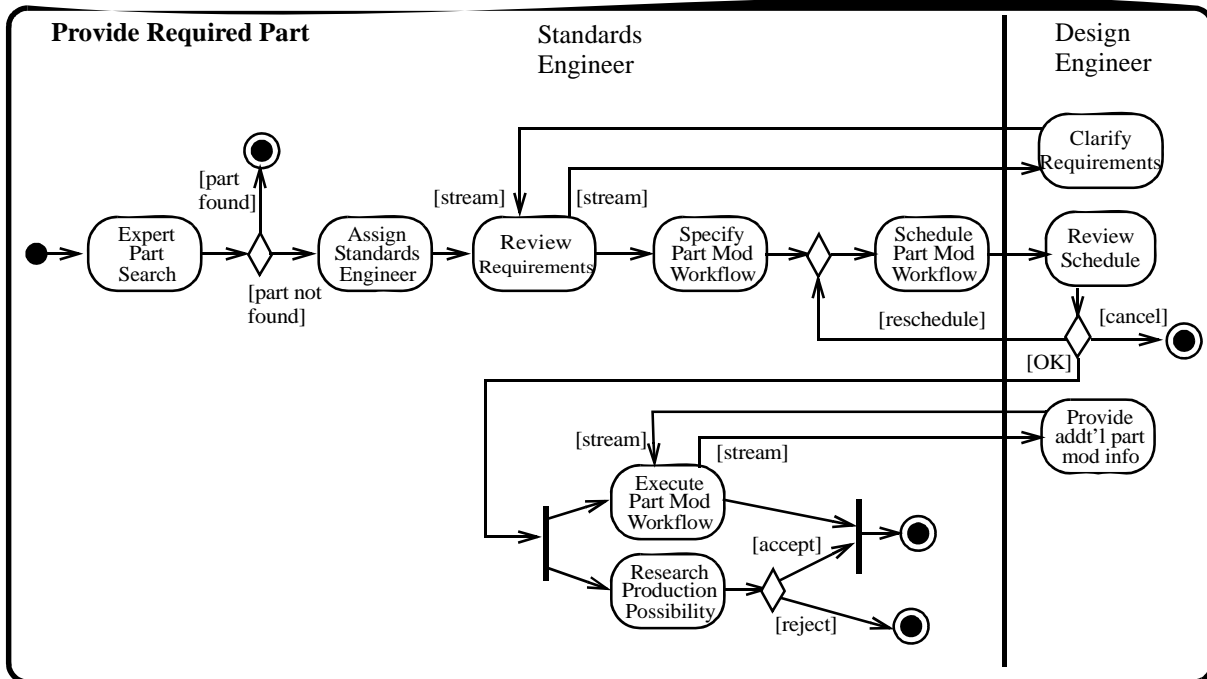 Provide Required Part
Standards
Engineer
Design
Engineer
Clarify
Requirements
[part
found]
[stream]
[stream]
Expert
Part
Search
Assign
Standards
Engineer
Review
Requirements
Specify
Part Mod
Workflow
Schedule
Part Mod
Workflow
Review
Schedule
[part not
found]
[reschedule]
[cancel]
[OK]
Provide
addt'l part
mod info
[stream]
[stream]
Execute
Part Mod
Workflow
[accept]
Research
Production
Possibility
[reject]